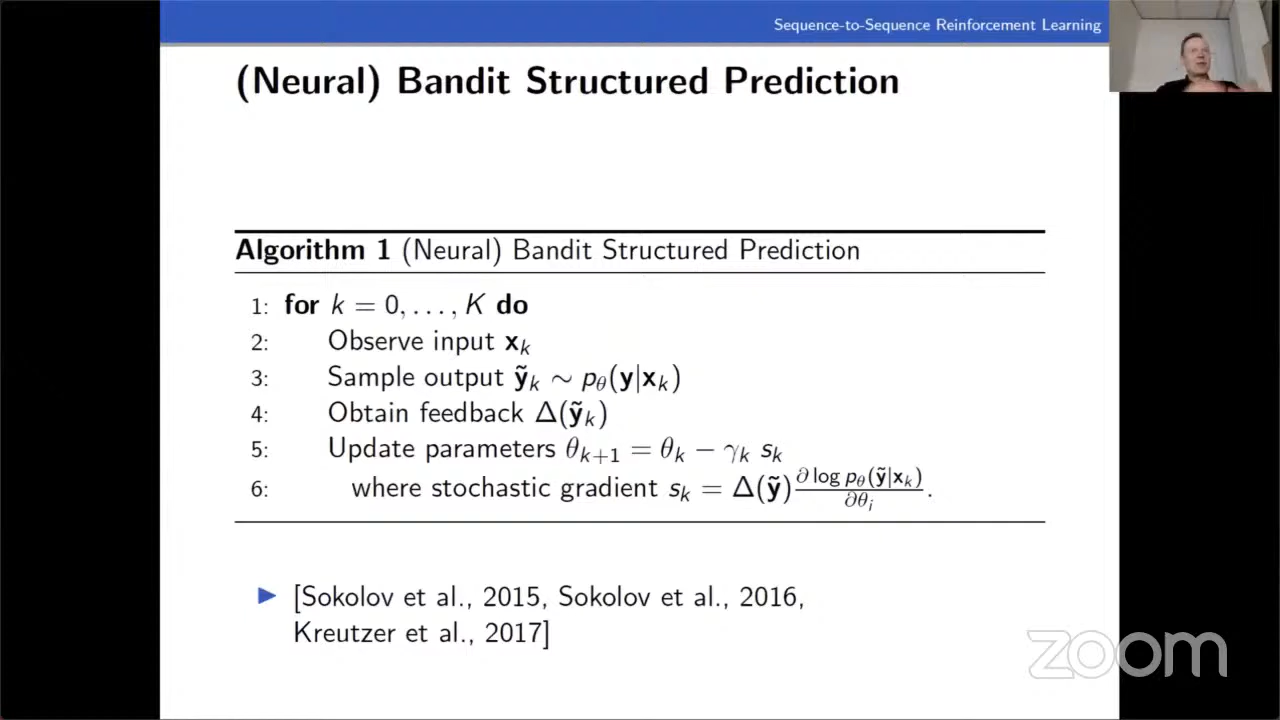 Sequence-to-Sequence Reinforcement Learning
(Neural) Bandit Structured Prediction
Algorithm 1 (Neural) Bandit Structured Prediction
1: for k = 0, . . . , K do
2: Observe input x_k
3: Sample output ỹ_k ∼ p_θ(y|x_k)
4: Obtain feedback Δ(ỹ_k)
5: Update parameters θ_{k+1} = θ_k − γ_k s_k
6: where stochastic gradient s_k = Δ(ỹ) ∂ log p_θ(ỹ|x_k) / ∂θ_i .
▶ [Sokolov et al., 2015, Sokolov et al., 2016,
Kreutzer et al., 2017]
zoom